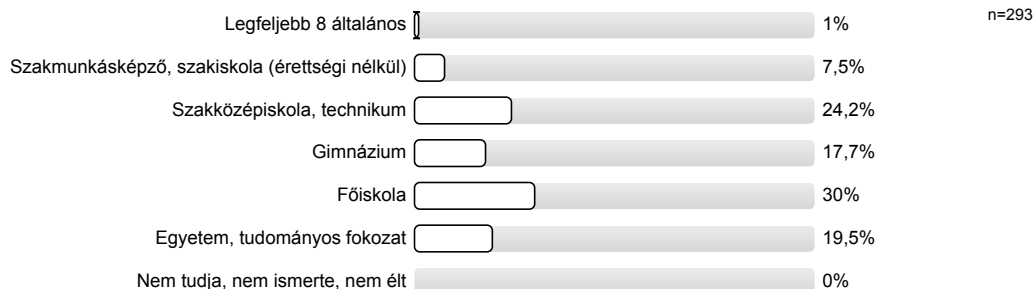 Legfeljebb 8 általános 1% n=293
Szakmunkásképző, szakiskola (érettségi nélkül) 7,5%
Szakközépiskola, technikum 24,2%
Gimnázium 17,7%
Főiskola 30%
Egyetem, tudományos fokozat 19,5%
Nem tudja, nem ismerte, nem élt 0%